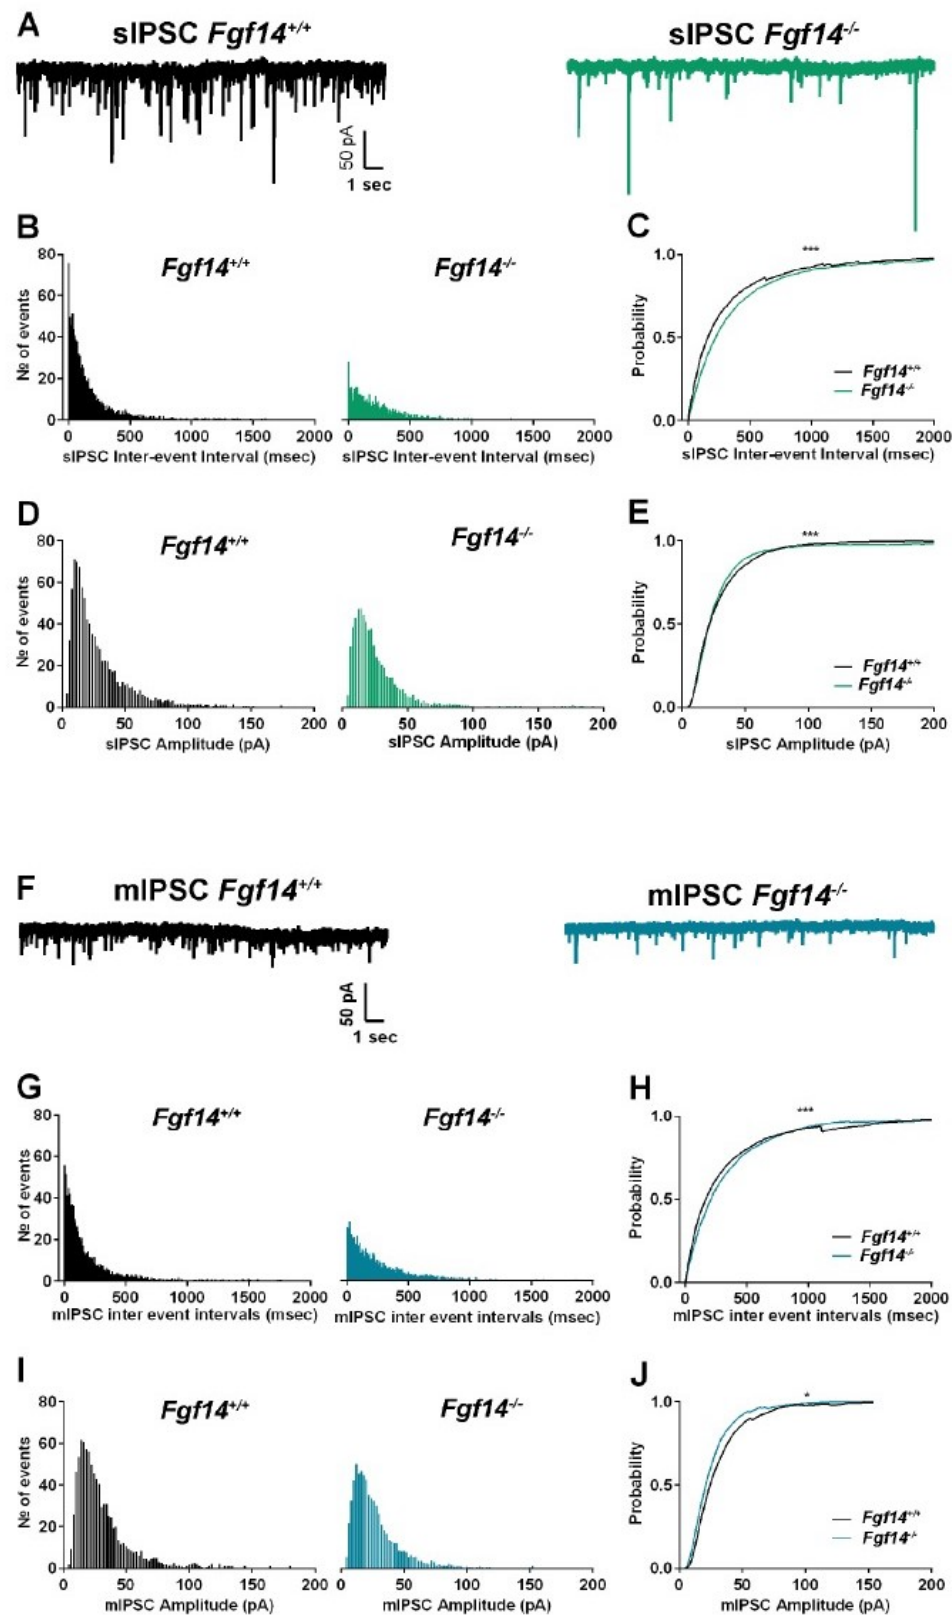 A
sIPSC Fgf14+/+
sIPSC Fgf14-/-
50 pA
1 sec
B
Fgf14+/+
Fgf14-/-
80
60
40
20
0
№ of events
0 500 1000 1500 2000
sIPSC Inter-event Interval (msec)
0 500 1000 1500 2000
sIPSC Inter-event Interval (msec)
C
***
1.0
0.5
0.0
Probability
Fgf14+/+
Fgf14-/-
0 500 1000 1500 2000
sIPSC Inter-event Interval (msec)
D
Fgf14+/+
Fgf14-/-
80
60
40
20
0
№ of events
0 50 100 150 200
sIPSC Amplitude (pA)
0 50 100 150 200
sIPSC Amplitude (pA)
E
***
1.0
0.5
0.0
Probability
Fgf14+/+
Fgf14-/-
0 50 100 150 200
sIPSC Amplitude (pA)
F
mIPSC Fgf14+/+
mIPSC Fgf14-/-
50 pA
1 sec
G
Fgf14+/+
Fgf14-/-
80
60
40
20
0
№ of events
0 500 1000 1500 2000
mIPSC inter event intervals (msec)
0 500 1000 1500 2000
mIPSC inter event intervals (msec)
H
***
1.0
0.5
0.0
Probability
Fgf14+/+
Fgf14-/-
0 500 1000 1500 2000
mIPSC inter event intervals (msec)
I
Fgf14+/+
Fgf14-/-
80
60
40
20
0
№ of events
0 50 100 150 200
mIPSC Amplitude (pA)
0 50 100 150 200
mIPSC Amplitude (pA)
J
*
1.0
0.5
0.0
Probability
Fgf14+/+
Fgf14-/-
0 50 100 150 200
mIPSC Amplitude (pA)